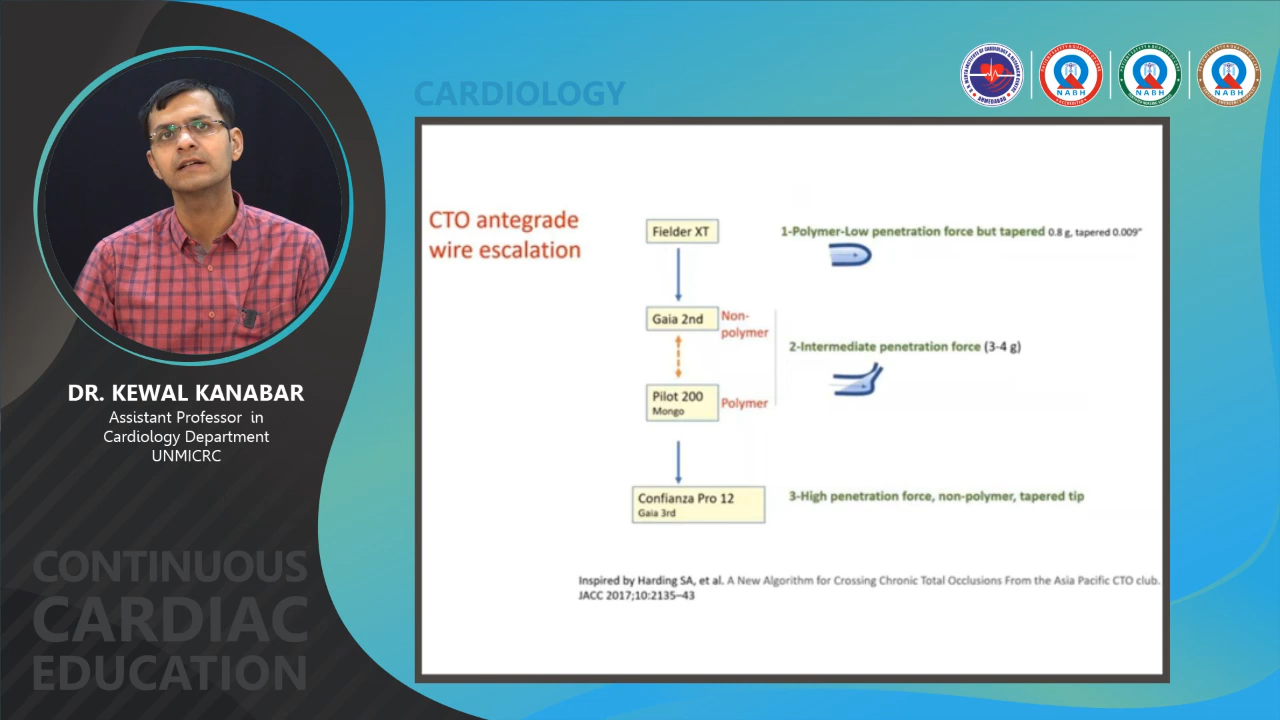 CARDIOLOGY
NABH
NABH
NABH
CTO antegrade
wire escalation
Fielder XT
1-Polymer-Low penetration force but tapered 0.8 g, tapered 0.009"
Gaia 2nd
Non-
polymer
2-Intermediate penetration force (3-4 g)
Pilot 200
Mongo
Polymer
Confianza Pro 12
Gaia 3rd
3-High penetration force, non-polymer, tapered tip
Inspired by Harding SA, et al. A New Algorithm for Crossing Chronic Total Occlusions From the Asia Pacific CTO club.
JACC 2017;10:2135–43
DR. KEWAL KANABAR
Assistant Professor in
Cardiology Department
UNMICRC
CONTINUOUS
CARDIAC
EDUCATION